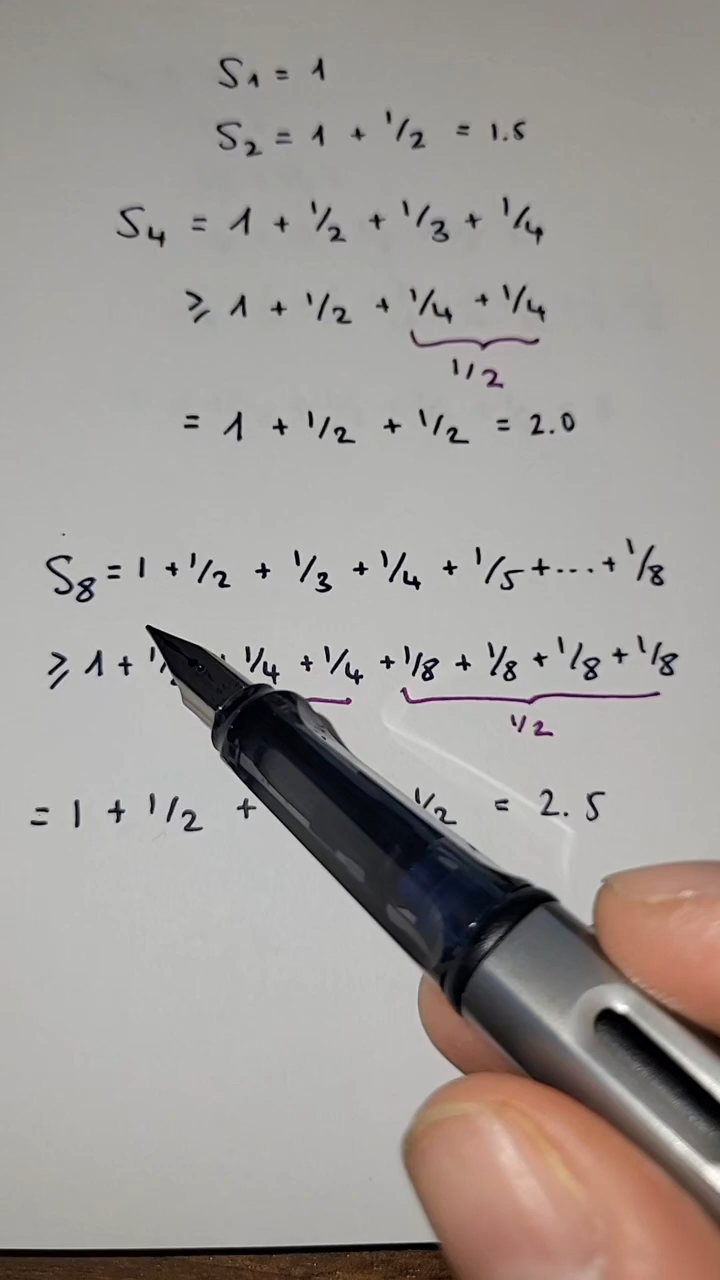 S₁ = 1
S₂ = 1 + 1/2 = 1.5
S₄ = 1 + 1/2 + 1/3 + 1/4
≥ 1 + 1/2 + 1/4 + 1/4
1/2
= 1 + 1/2 + 1/2 = 2.0
S₈ = 1 + 1/2 + 1/3 + 1/4 + 1/5 + ... + 1/8
≥ 1 + 1/4 + 1/4 + 1/8 + 1/8 + 1/8 + 1/8
1/2
= 1 + 1/2 + 1/2 = 2.5